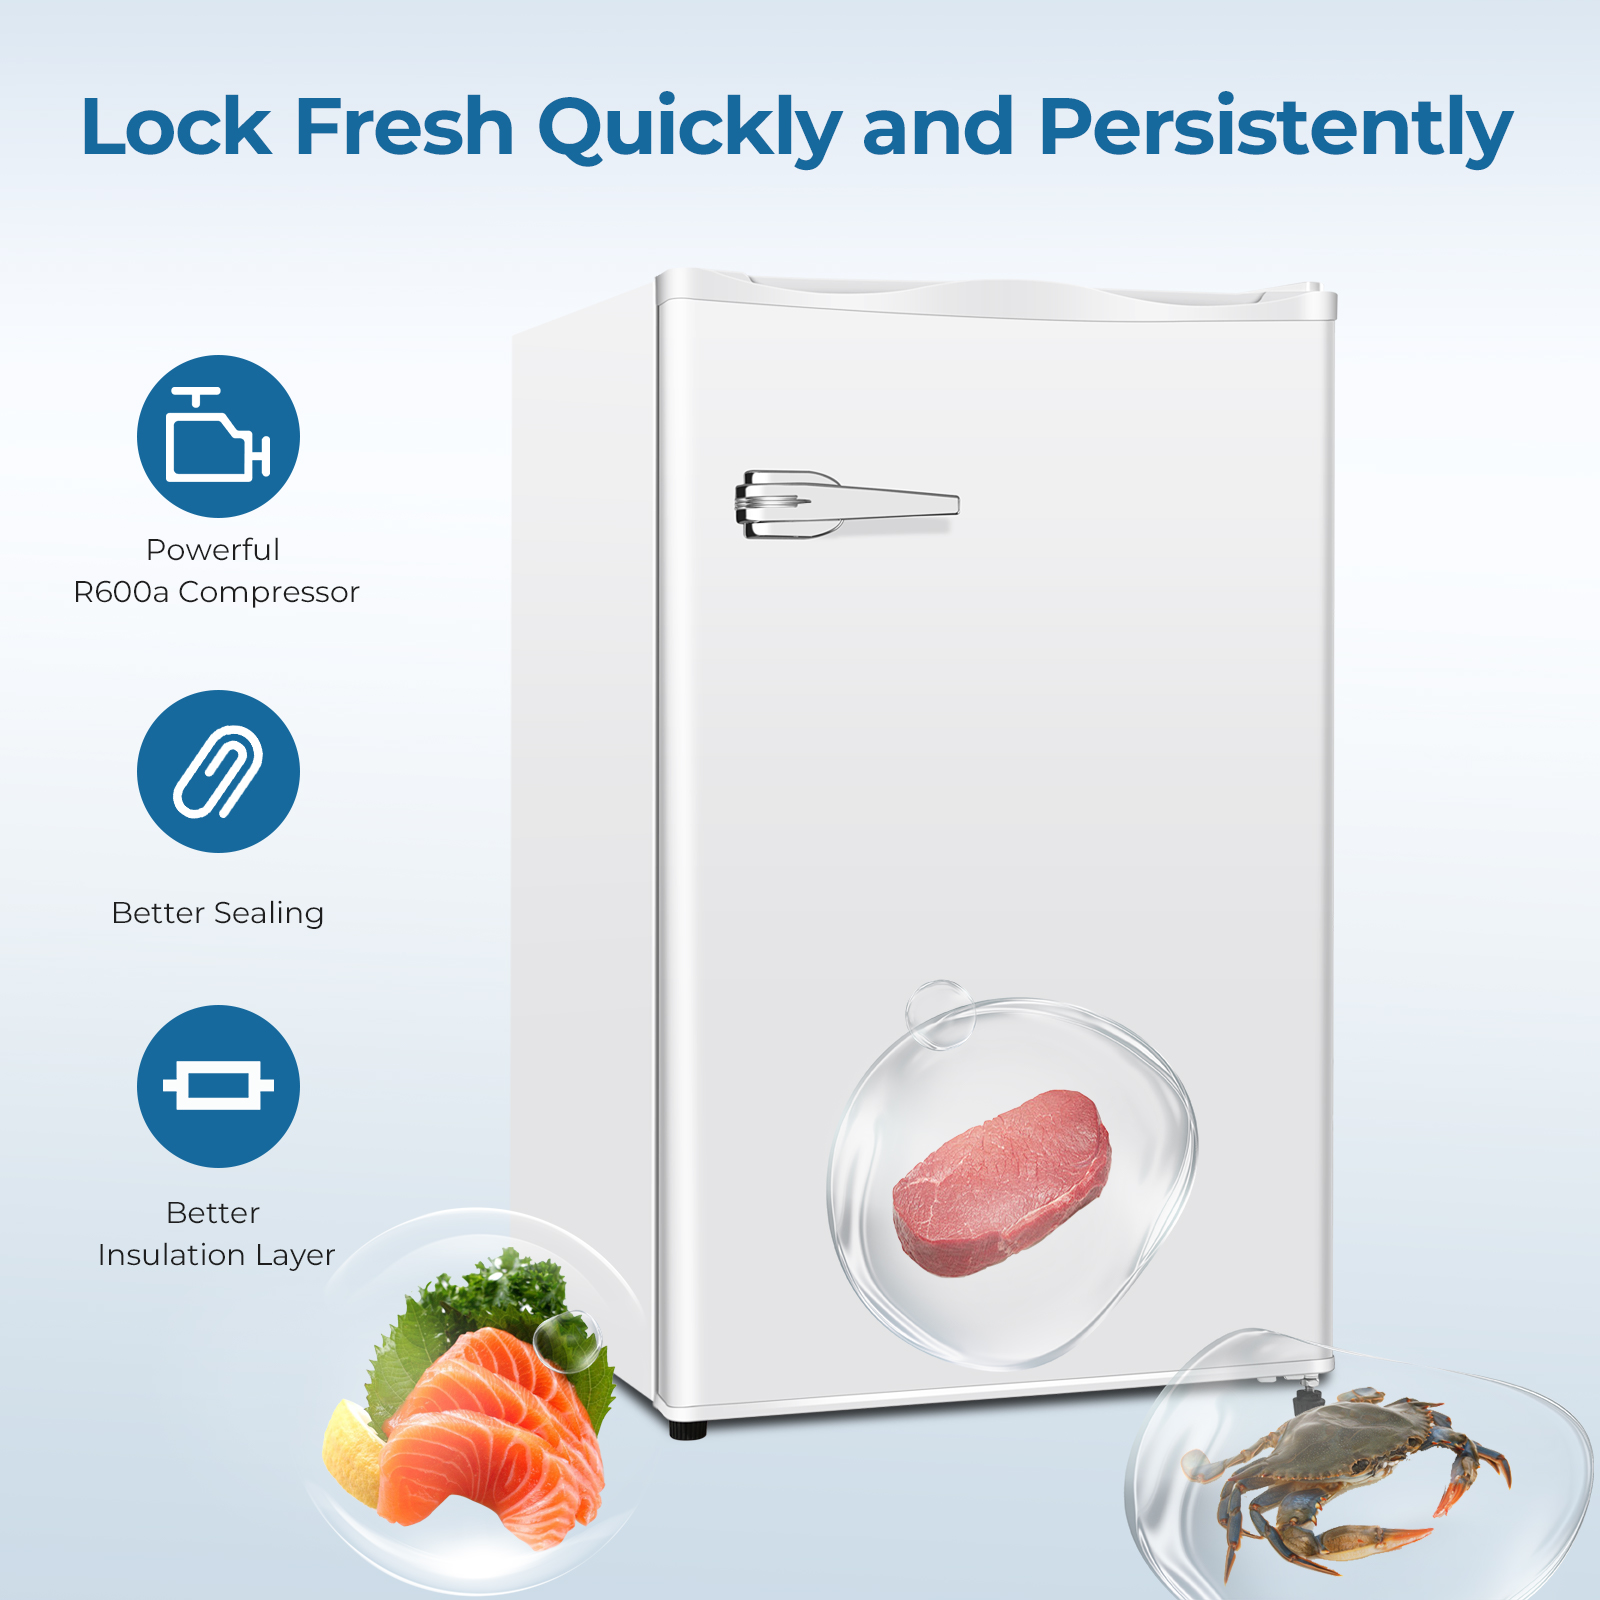 Lock Fresh Quickly and Persistently
Powerful
R600a Compressor
Better Sealing
Better
Insulation Layer